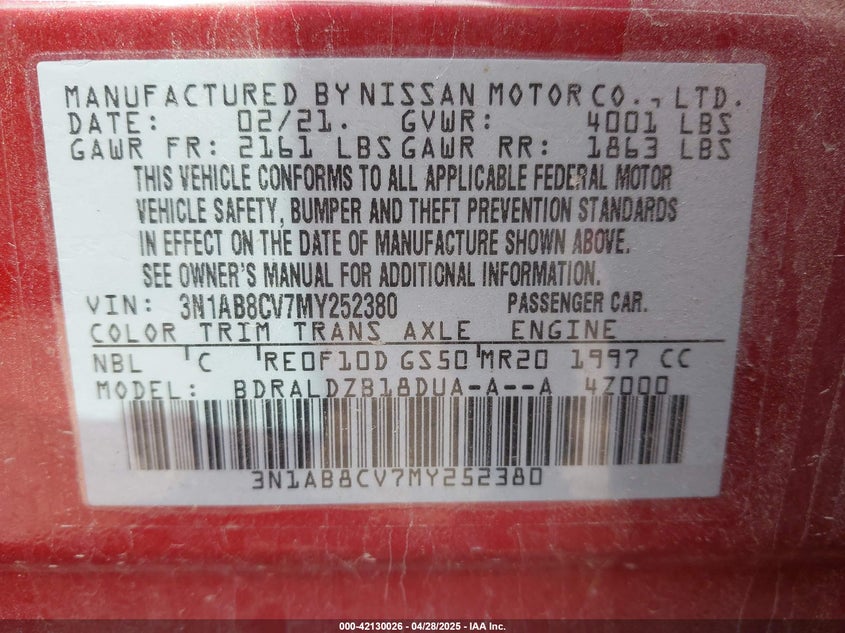 MANUFACTURED BY NISSAN MOTOR CO., LTD.
DATE: 02/21. GVWR: 4001 LBS
GAWR FR: 2161 LBS GAWR RR: 1863 LBS
THIS VEHICLE CONFORMS TO ALL APPLICABLE FEDERAL MOTOR
VEHICLE SAFETY, BUMPER AND THEFT PREVENTION STANDARDS
IN EFFECT ON THE DATE OF MANUFACTURE SHOWN ABOVE.
SEE OWNER'S MANUAL FOR ADDITIONAL INFORMATION.
VIN: 3N1AB8CV7MY252380 PASSENGER CAR.
COLOR TRIM TRANS AXLE ENGINE
NBL 'C 'RE0F10D GS50 'MR20 1997 CC
MODEL: BDRALDZB18DUA-A--A 4Z000
3N1AB8CV7MY252380
000-42130026 - 04/28/2025 - IAA Inc.